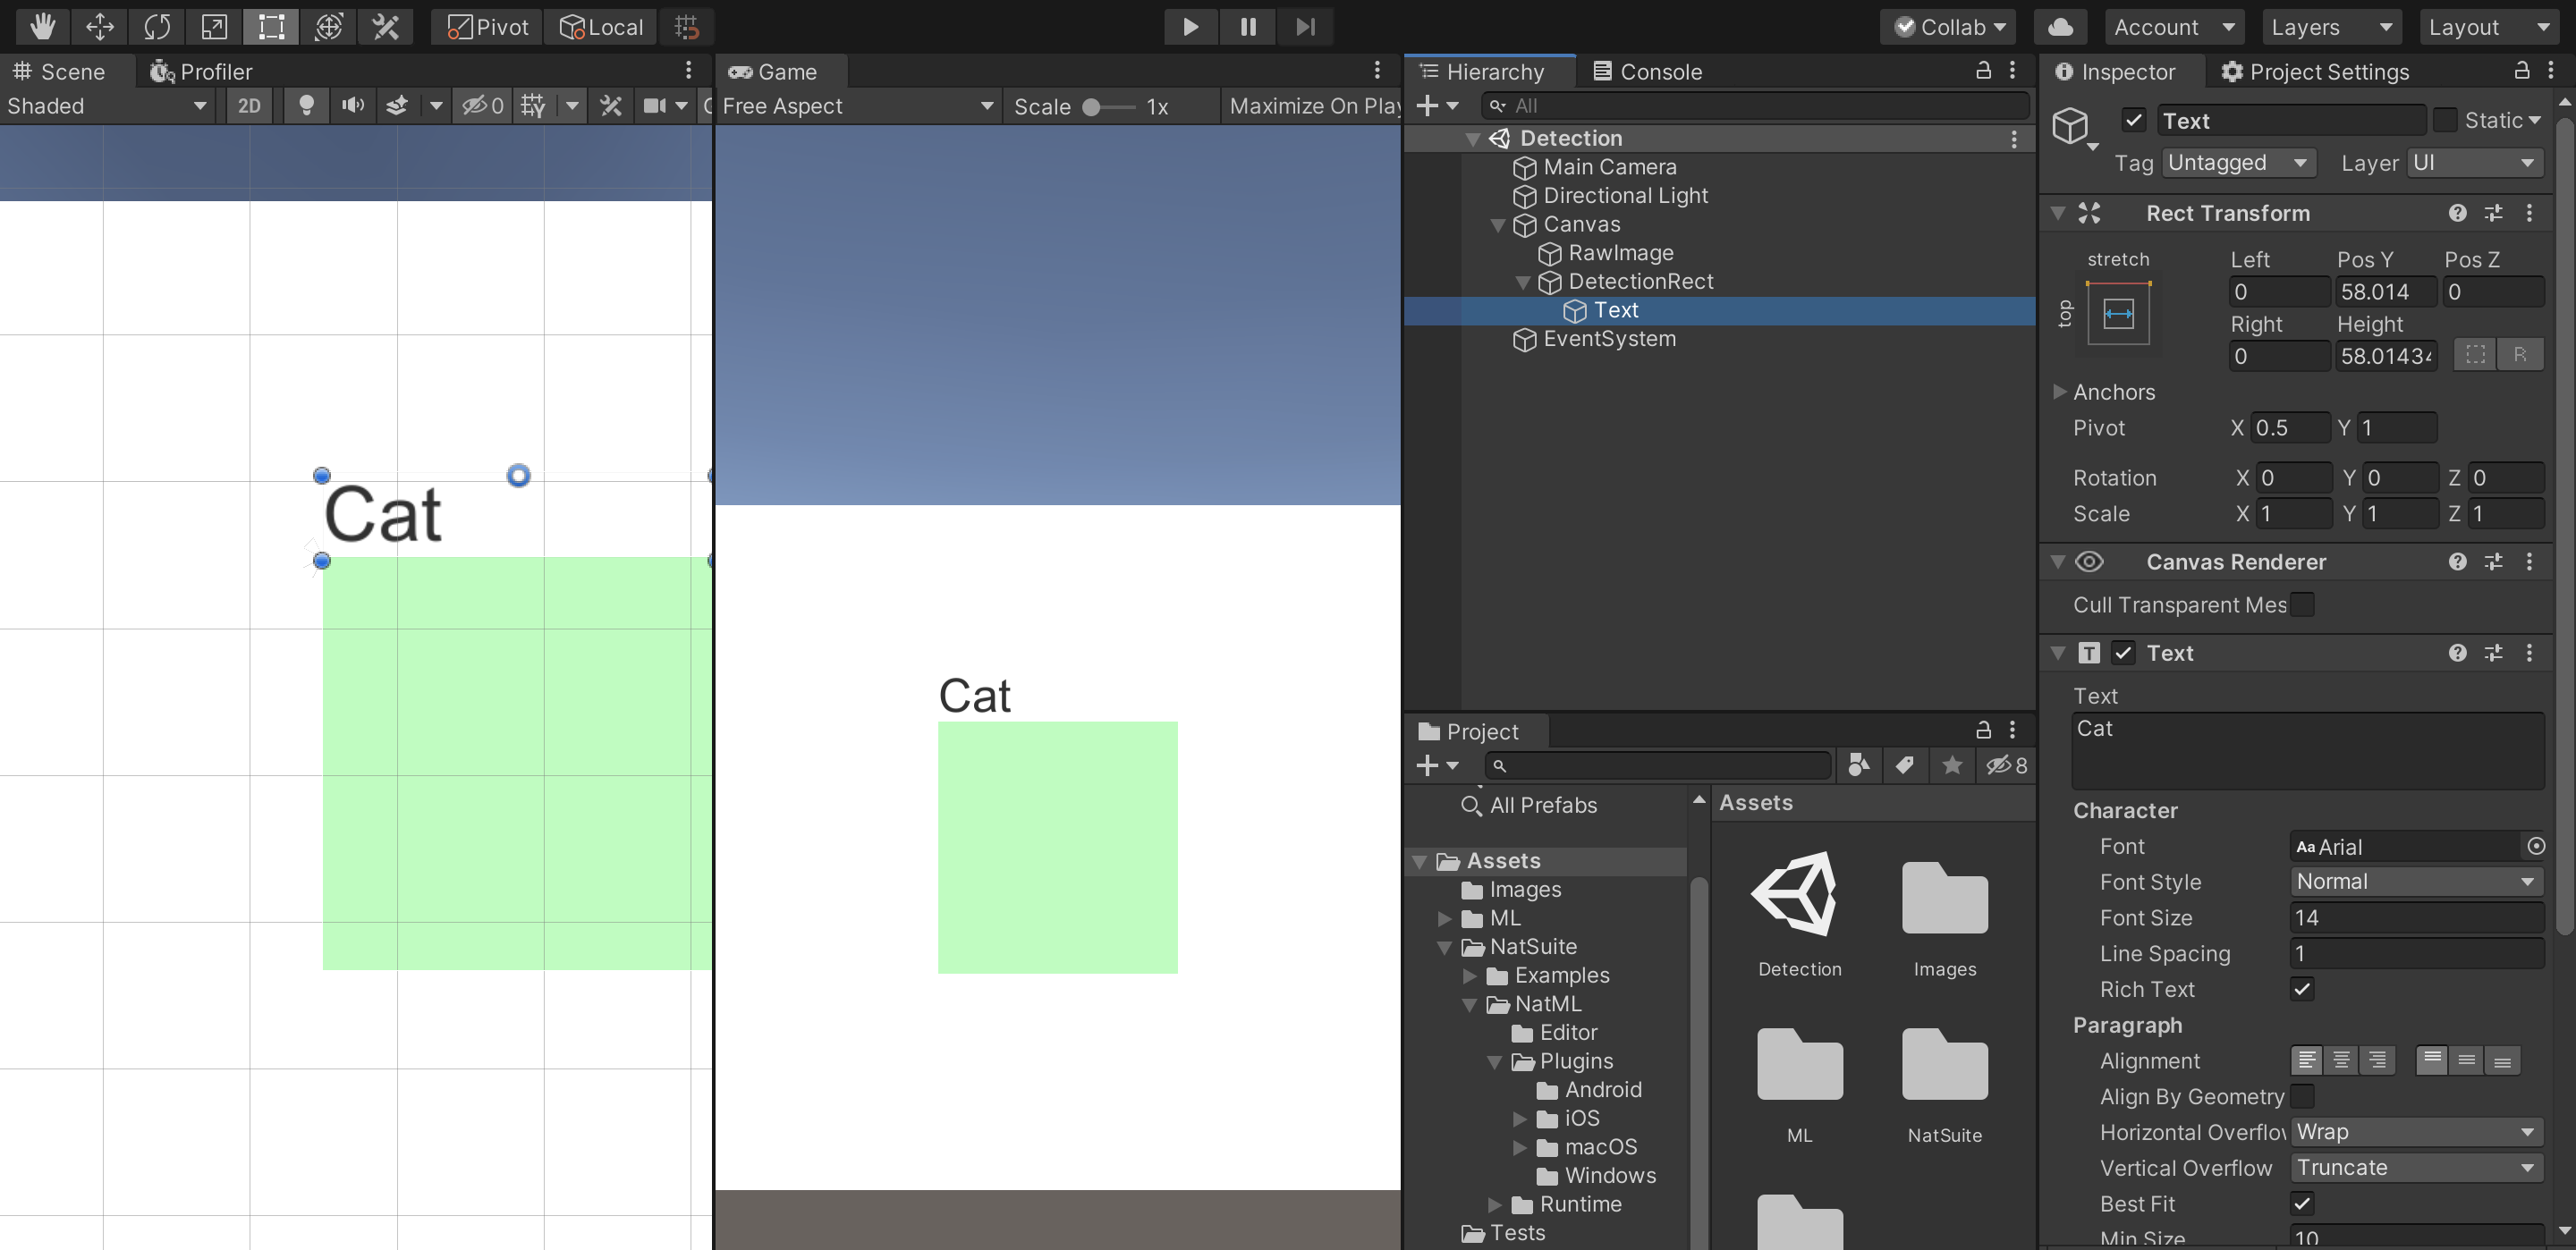 Pivot Local Collab Account Layers Layout
Scene Profiler
Shaded 2D 0
Cat
Game
Free Aspect Scale 1x Maximize On Play
Cat
Hierarchy Console
All
Detection
Main Camera
Directional Light
Canvas
RawImage
DetectionRect
Text
EventSystem
Project
8
All Prefabs
Assets
Images
ML
NatSuite
Examples
NatML
Editor
Plugins
Android
iOS
macOS
Windows
Runtime
Tests
Assets
Detection Images
ML NatSuite
Inspector Project Settings
Text Static
Tag Untagged Layer UI
Rect Transform
stretch Left Pos Y Pos Z
top 0 58.014 0
Right Height
0 58.01434 R
Anchors
Pivot X 0.5 Y 1
Rotation X 0 Y 0 Z 0
Scale X 1 Y 1 Z 1
Canvas Renderer
Cull Transparent Mes
T Text
Text
Cat
Character
Font Aa Arial
Font Style Normal
Font Size 14
Line Spacing 1
Rich Text
Paragraph
Alignment
Align By Geometry
Horizontal Overflow Wrap
Vertical Overflow Truncate
Best Fit
Min Size 10